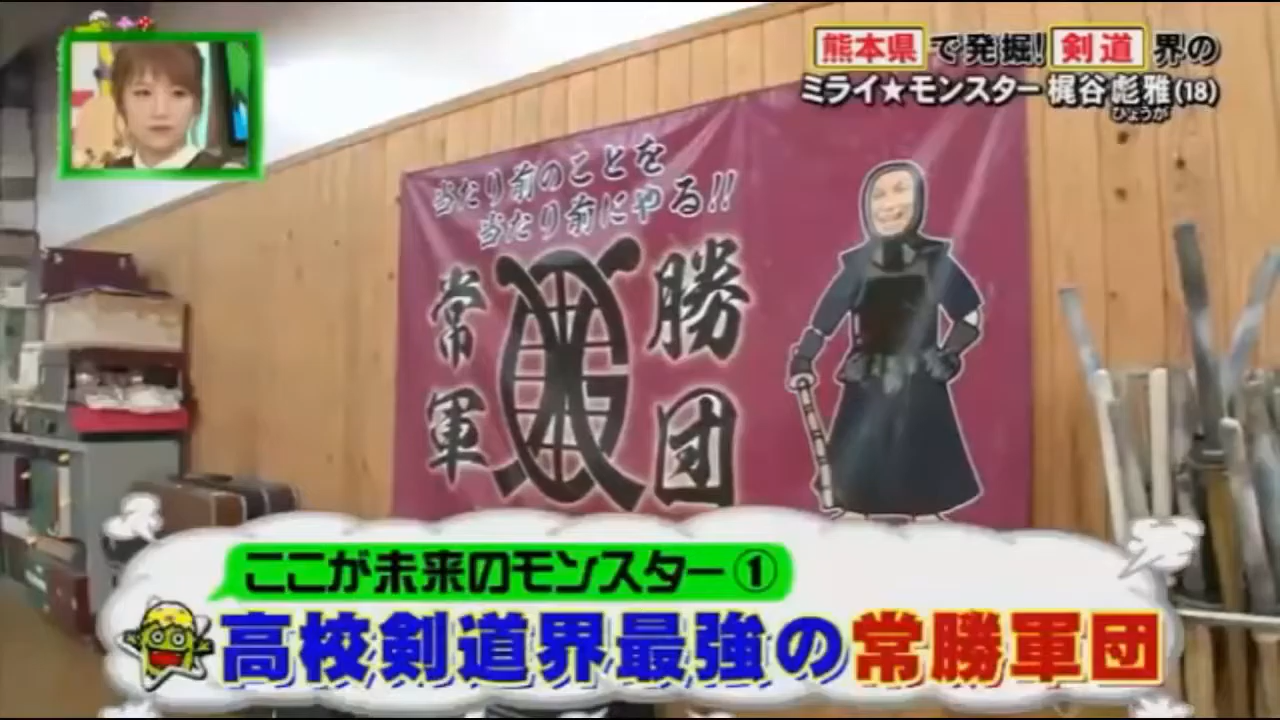 熊本県で発掘!剣道界の
ミライ★モンスター梶谷彪雅(18)
ひょうが
当たり前のことを
当たり前にやる!!
常勝
軍団
ここが未来のモンスター①
高校剣道界最強の常勝軍団